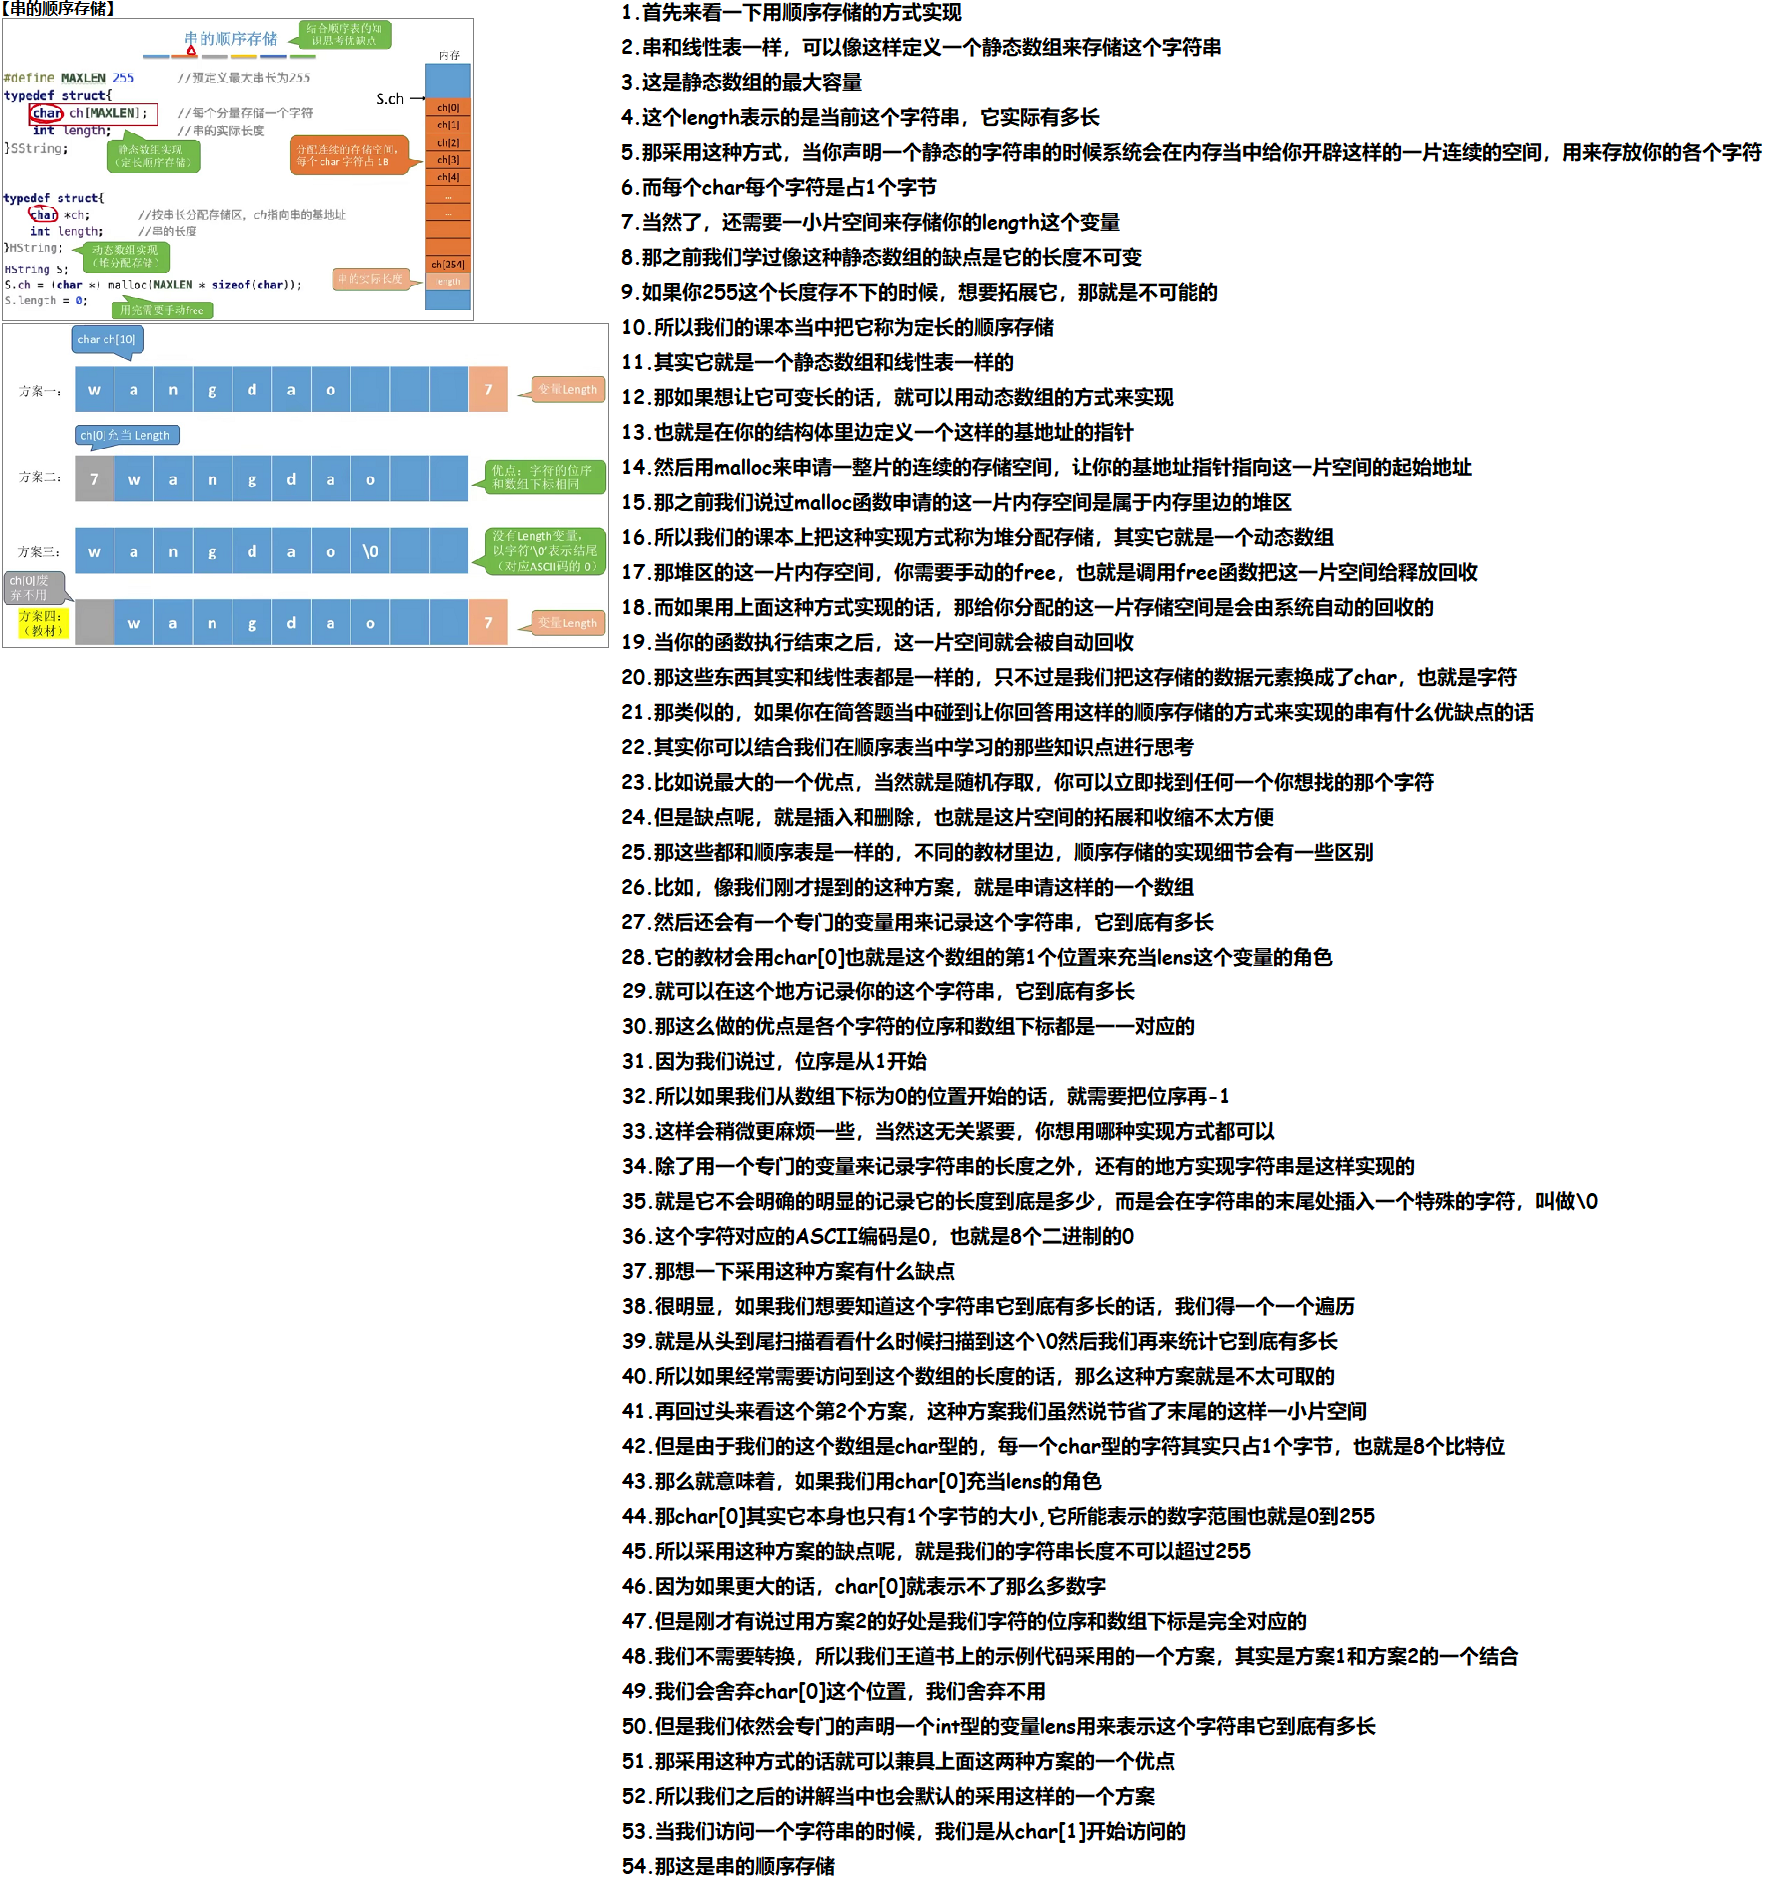 【串的顺序存储】
串的顺序存储
结合顺序表的知
识思考优缺点
#define MAXLEN 255 //预定义最大串长为255
typedef struct{
char ch[MAXLEN]; //每个分量存储一个字符
int length; //串的实际长度
}SString;
静态数组实现
(定长顺序存储)
typedef struct{
char *ch; //按串长分配存储区，ch指向串的基地址
int length; //串的长度
}HString;
动态数组实现
(堆分配存储)
HString S;
S.ch = (char *) malloc(MAXLEN * sizeof(char));
S.length = 0;
用完需要手动free
内存
S.ch
ch[0]
ch[1]
ch[2]
ch[3]
ch[4]
...
...
ch[254]
length
分配连续的存储空间，
每个 char 字符占 1B
串的实际长度
char ch[10]
方案一： w a n g d a o 7 变量Length
ch[0] 充当 Length
方案二： 7 w a n g d a o
优点：字符的位序
和数组下标相同
方案三： w a n g d a o \0
没有Length变量，
以字符'\0'表示结尾
（对应ASCII码的 0）
ch[0]废
弃不用
方案四：
（教材）
w a n g d a o 7 变量Length
1.首先来看一下用顺序存储的方式实现
2.串和线性表一样，可以像这样定义一个静态数组来存储这个字符串
3.这是静态数组的最大容量
4.这个length表示的是当前这个字符串，它实际有多长
5.那采用这种方式，当你声明一个静态的字符串的时候系统会在内存当中给你开辟这样的一片连续的空间，用来存放你的各个字符
6.而每个char每个字符是占1个字节
7.当然了，还需要一小片空间来存储你的length这个变量
8.那之前我们学过像这种静态数组的缺点是它的长度不可变
9.如果你255这个长度存不下的时候，想要拓展它，那就是不可能的
10.所以我们的课本当中把它称为定长的顺序存储
11.其实它就是一个静态数组和线性表一样的
12.那如果想让它可变长的话，就可以用动态数组的方式来实现
13.也就是在你的结构体里边定义一个这样的基地址的指针
14.然后用malloc来申请一整片的连续的存储空间，让你的基地址指针指向这一片空间的起始地址
15.那之前我们说过malloc函数申请的这一片内存空间是属于内存里边的堆区
16.所以我们的课本上把这种实现方式称为堆分配存储，其实它就是一个动态数组
17.那堆区的这一片内存空间，你需要手动的free，也就是调用free函数把这一片空间给释放回收
18.而如果用上面这种方式实现的话，那给你分配的这一片存储空间是会由系统自动的回收的
19.当你的函数执行结束之后，这一片空间就会被自动回收
20.那这些东西其实和线性表都是一样的，只不过是我们把这存储的数据元素换成了char，也就是字符
21.那类似的，如果你在简答题当中碰到让你回答用这样的顺序存储的方式来实现的串有什么优缺点的话
22.其实你可以结合我们在顺序表当中学习的那些知识点进行思考
23.比如说最大的一个优点，当然就是随机存取，你可以立即找到任何一个你想找的那个字符
24.但是缺点呢，就是插入和删除，也就是这片空间的拓展和收缩不太方便
25.那这些都和顺序表是一样的，不同的教材里边，顺序存储的实现细节会有一些区别
26.比如，像我们刚才提到的这种方案，就是申请这样的一个数组
27.然后还会有一个专门的变量用来记录这个字符串，它到底有多长
28.它的教材会用char[0]也就是这个数组的第1个位置来充当lens这个变量的角色
29.就可以在这个地方记录你的这个字符串，它到底有多长
30.那这么做的优点是各个字符的位序和数组下标都是一一对应的
31.因为我们说过，位序是从1开始
32.所以如果我们从数组下标为0的位置开始的话，就需要把位序再-1
33.这样会稍微更麻烦一些，当然这无关紧要，你想用哪种实现方式都可以
34.除了用一个专门的变量来记录字符串的长度之外，还有的地方实现字符串是这样实现的
35.就是它不会明确的明显的记录它的长度到底是多少，而是会在字符串的末尾处插入一个特殊的字符，叫做\0
36.这个字符对应的ASCII编码是0，也就是8个二进制的0
37.那想一下采用这种方案有什么缺点
38.很明显，如果我们想要知道这个字符串它到底有多长的话，我们得一个一个遍历
39.就是从头到尾扫描看看什么时候扫描到这个\0然后我们再来统计它到底有多长
40.所以如果经常需要访问到这个数组的长度的话，那么这种方案就是不太可取的
41.再回过头来看这个第2个方案，这种方案我们虽然说节省了末尾的这样一小片空间
42.但是由于我们的这个数组是char型的，每一个char型的字符其实只占1个字节，也就是8个比特位
43.那么就意味着，如果我们用char[0]充当lens的角色
44.那char[0]其实它本身也只有1个字节的大小,它所能表示的数字范围也就是0到255
45.所以采用这种方案的缺点呢，就是我们的字符串长度不可以超过255
46.因为如果更大的话，char[0]就表示不了那么多数字
47.但是刚才有说过用方案2的好处是我们字符的位序和数组下标是完全对应的
48.我们不需要转换，所以我们王道书上的示例代码采用的一个方案，其实是方案1和方案2的一个结合
49.我们会舍弃char[0]这个位置，我们舍弃不用
50.但是我们依然会专门的声明一个int型的变量lens用来表示这个字符串它到底有多长
51.那采用这种方式的话就可以兼具上面这两种方案的一个优点
52.所以我们之后的讲解当中也会默认的采用这样的一个方案
53.当我们访问一个字符串的时候，我们是从char[1]开始访问的
54.那这是串的顺序存储